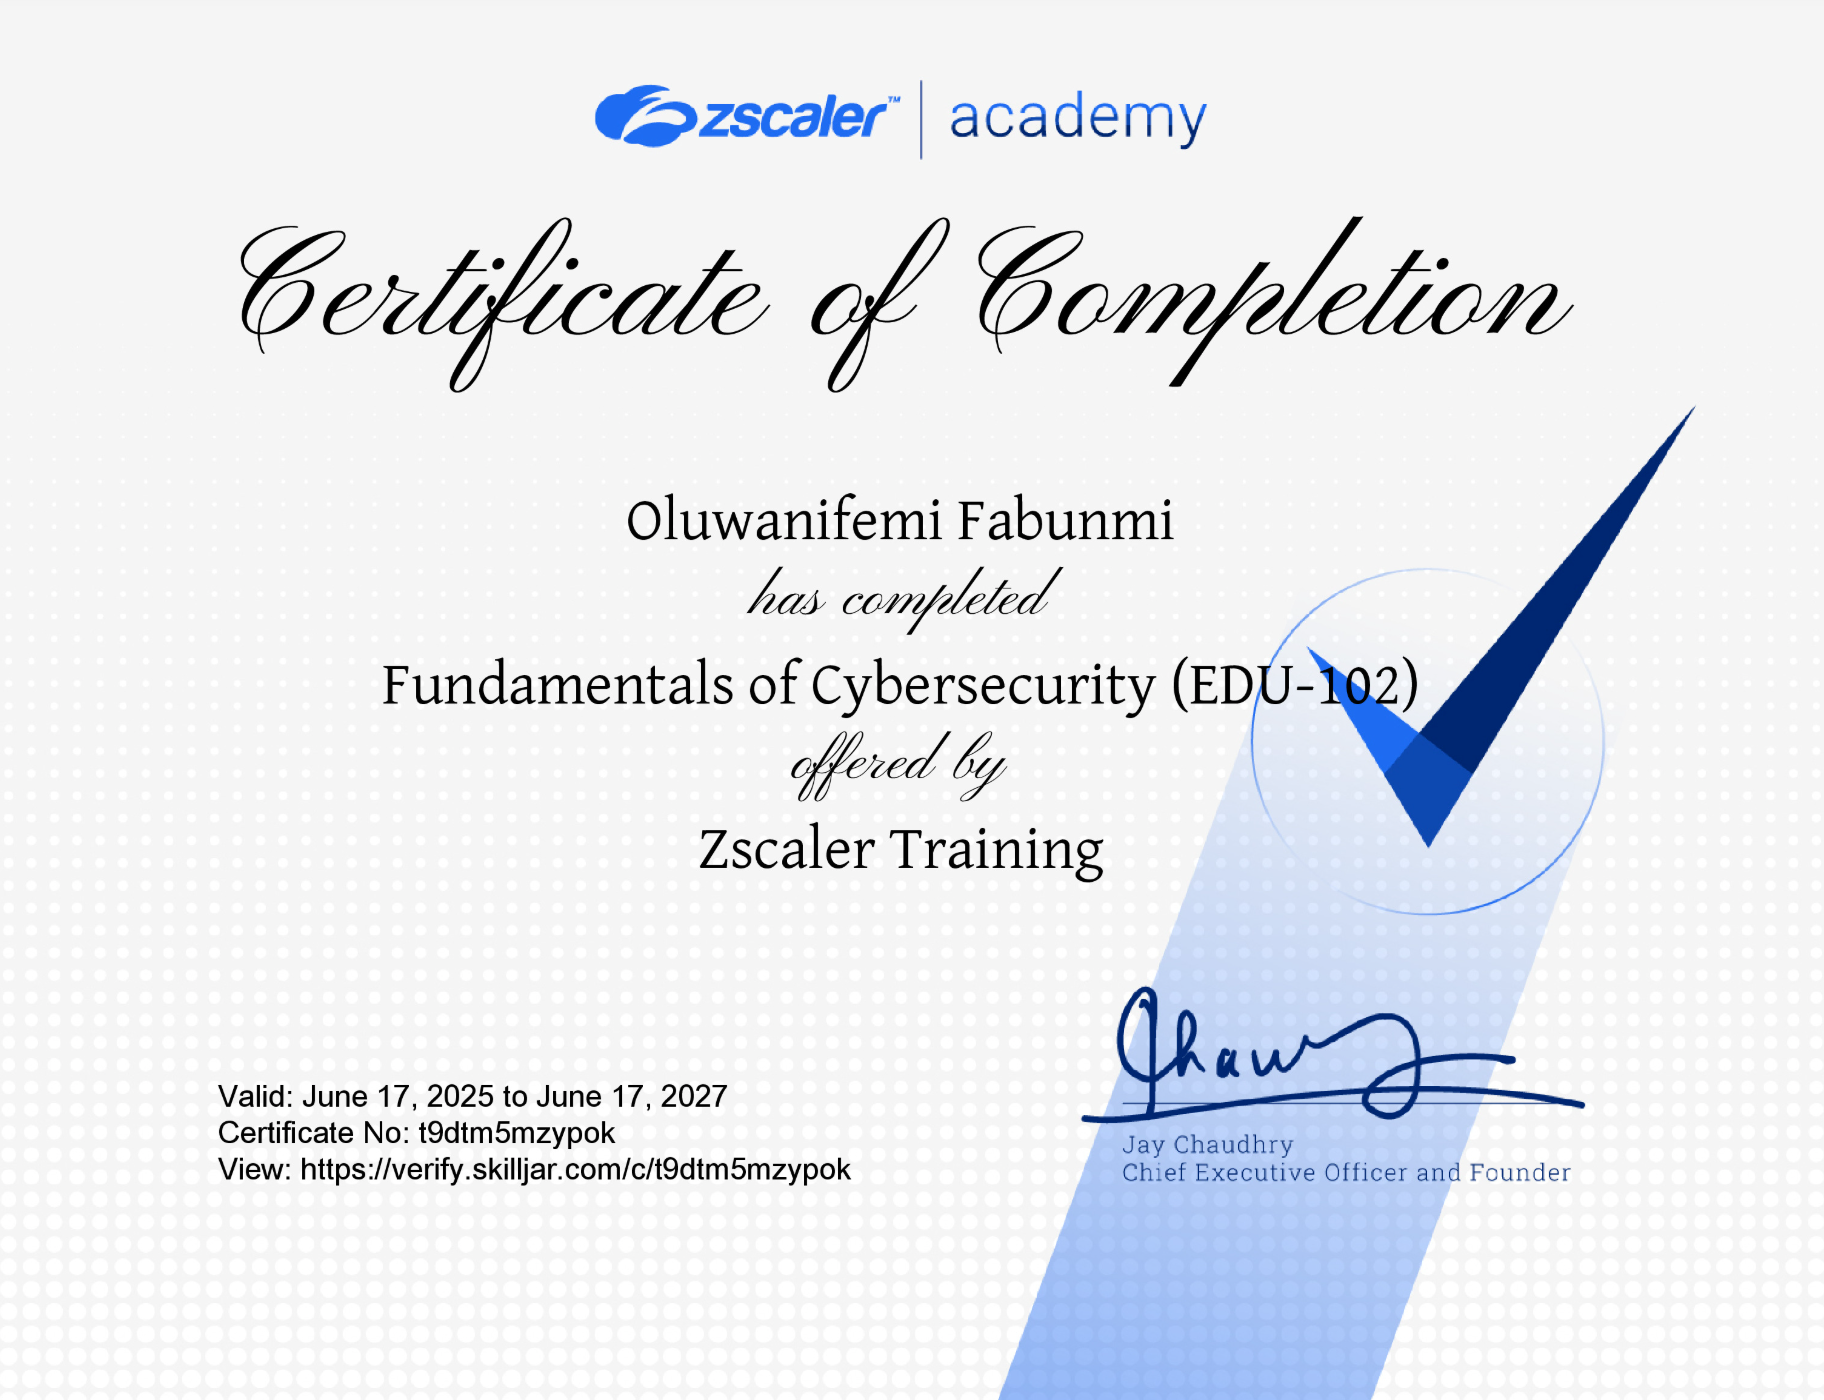 zscaler™ academy
Certificate of Completion
Oluwanifemi Fabunmi
has completed
Fundamentals of Cybersecurity (EDU-102)
offered by
Zscaler Training
Valid: June 17, 2025 to June 17, 2027
Certificate No: t9dtm5mzypok
View: https://verify.skilljar.com/c/t9dtm5mzypok
Jay Chaudhry
Chief Executive Officer and Founder